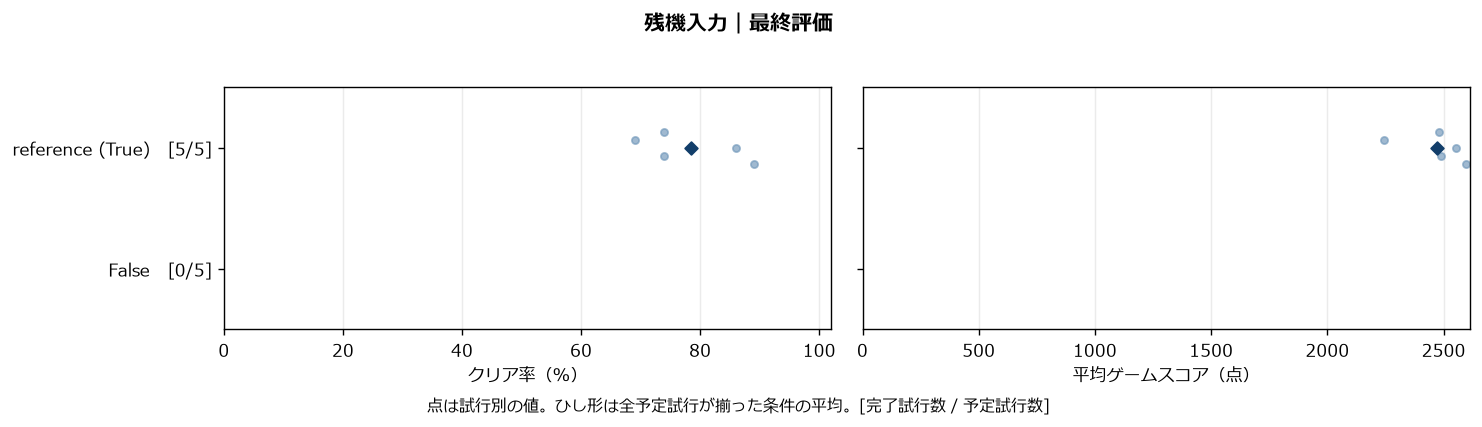 残機入力｜最終評価
reference (True) [5/5]
False [0/5]
0 20 40 60 80 100
0 500 1000 1500 2000 2500
クリア率（%）
平均ゲームスコア（点）
点は試行別の値。ひし形は全予定試行が揃った条件の平均。[完了試行数 / 予定試行数]